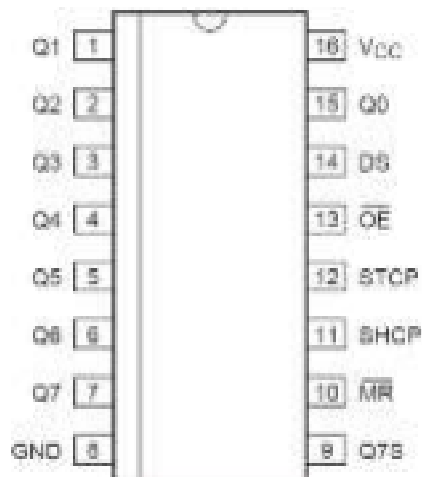 Q1 1 16 VCC
Q2 2 15 Q0
Q3 3 14 DS
Q4 4 13 OE
Q5 5 12 STCP
Q6 6 11 SHCP
Q7 7 10 MR
GND 8 9 Q7S